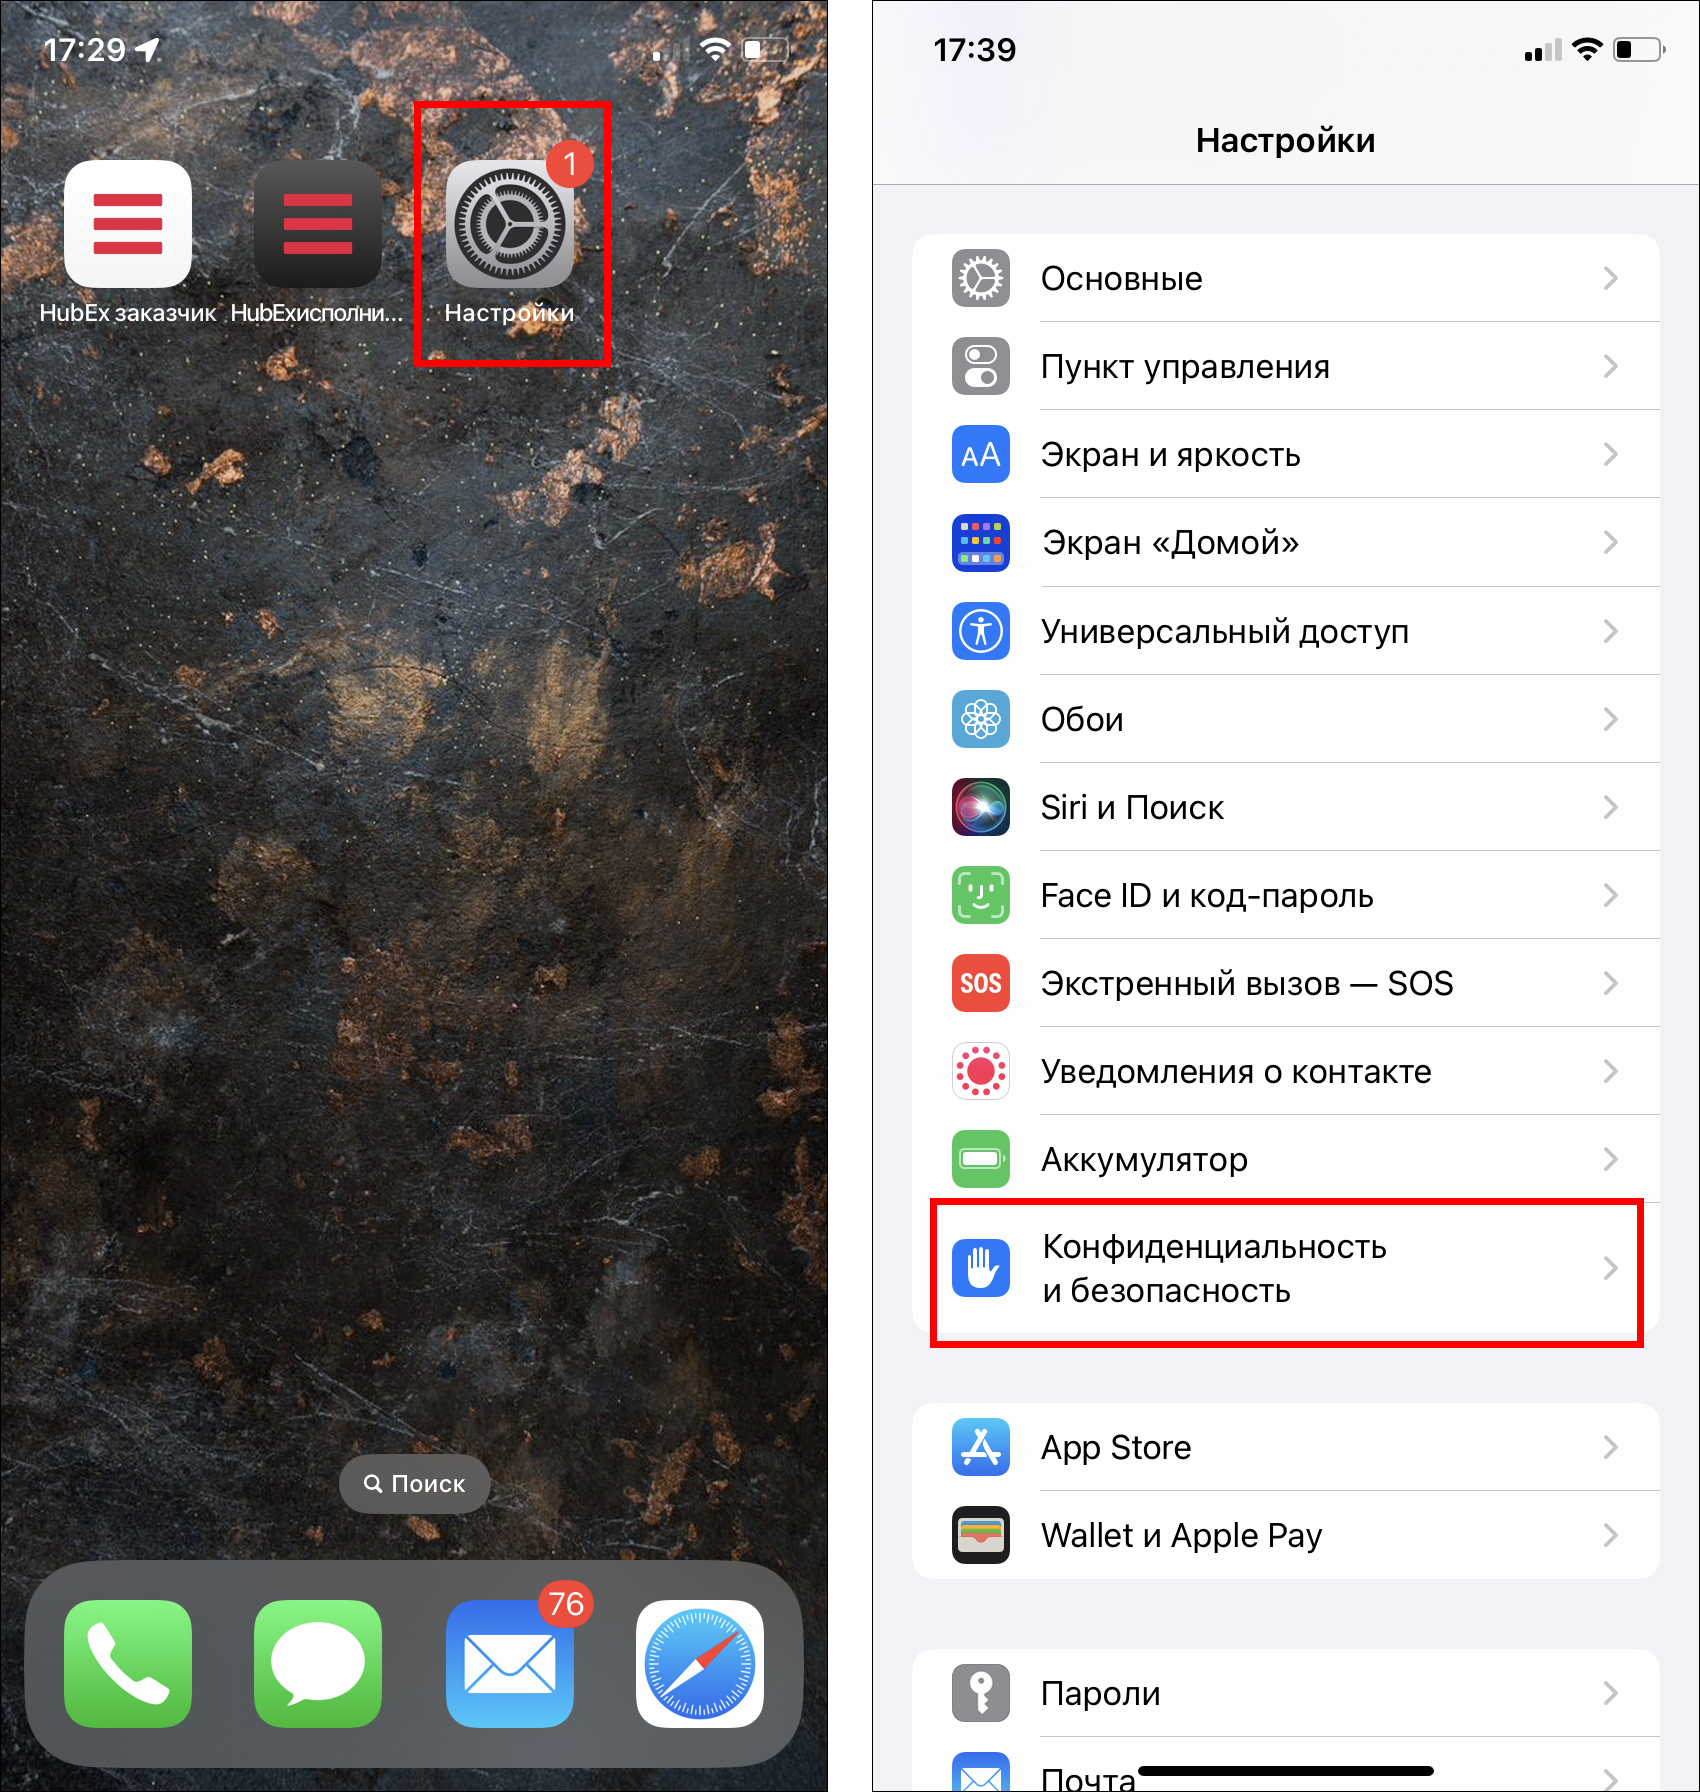 17:29
1
HubEx заказчик
HubExисполни...
Настройки
Поиск
76
17:39
Настройки
Основные
Пункт управления
AA
Экран и яркость
Экран «Домой»
Универсальный доступ
Обои
Siri и Поиск
Face ID и код-пароль
SOS
Экстренный вызов — SOS
Уведомления о контакте
Аккумулятор
Конфиденциальность
и безопасность
App Store
Wallet и Apple Pay
Пароли
Почта